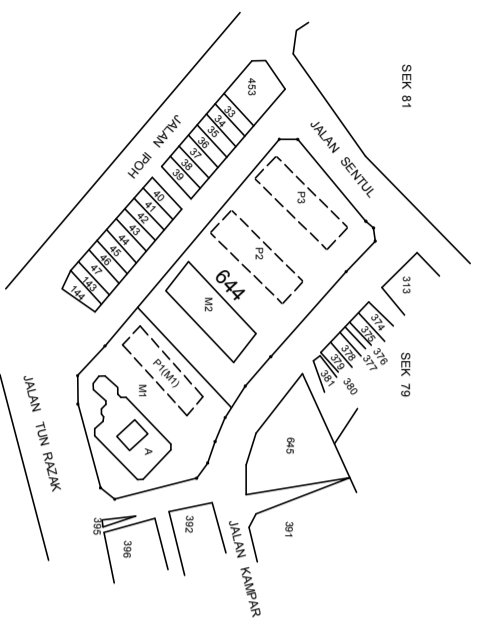 SEK 81
453
33
34
35
36
37
38
39
JALAN IPOH
40
41
42
43
44
45
46
47
143
144
JALAN SENTUL
P3
P2
644
M2
P1(M1)
M1
A
313
374
375
376
377
378
379
380
381
SEK 79
645
391
392
395
396
JALAN KAMPAR
JALAN TUN RAZAK